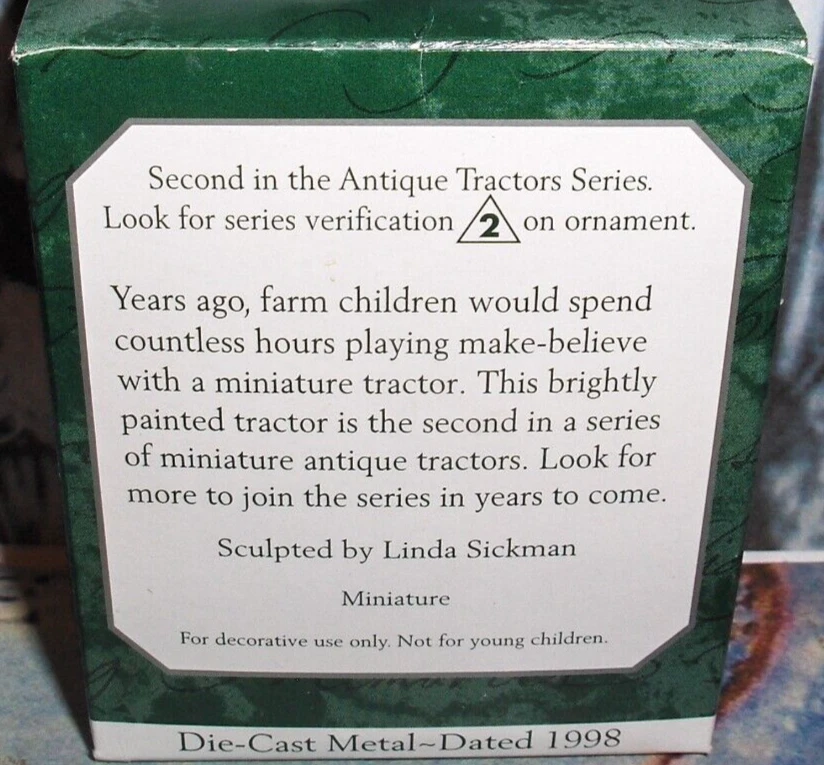 Second in the Antique Tractors Series.
Look for series verification 2 on ornament.
Years ago, farm children would spend
countless hours playing make-believe
with a miniature tractor. This brightly
painted tractor is the second in a series
of miniature antique tractors. Look for
more to join the series in years to come.
Sculpted by Linda Sickman
Miniature
For decorative use only. Not for young children.
Die-Cast Metal~Dated 1998